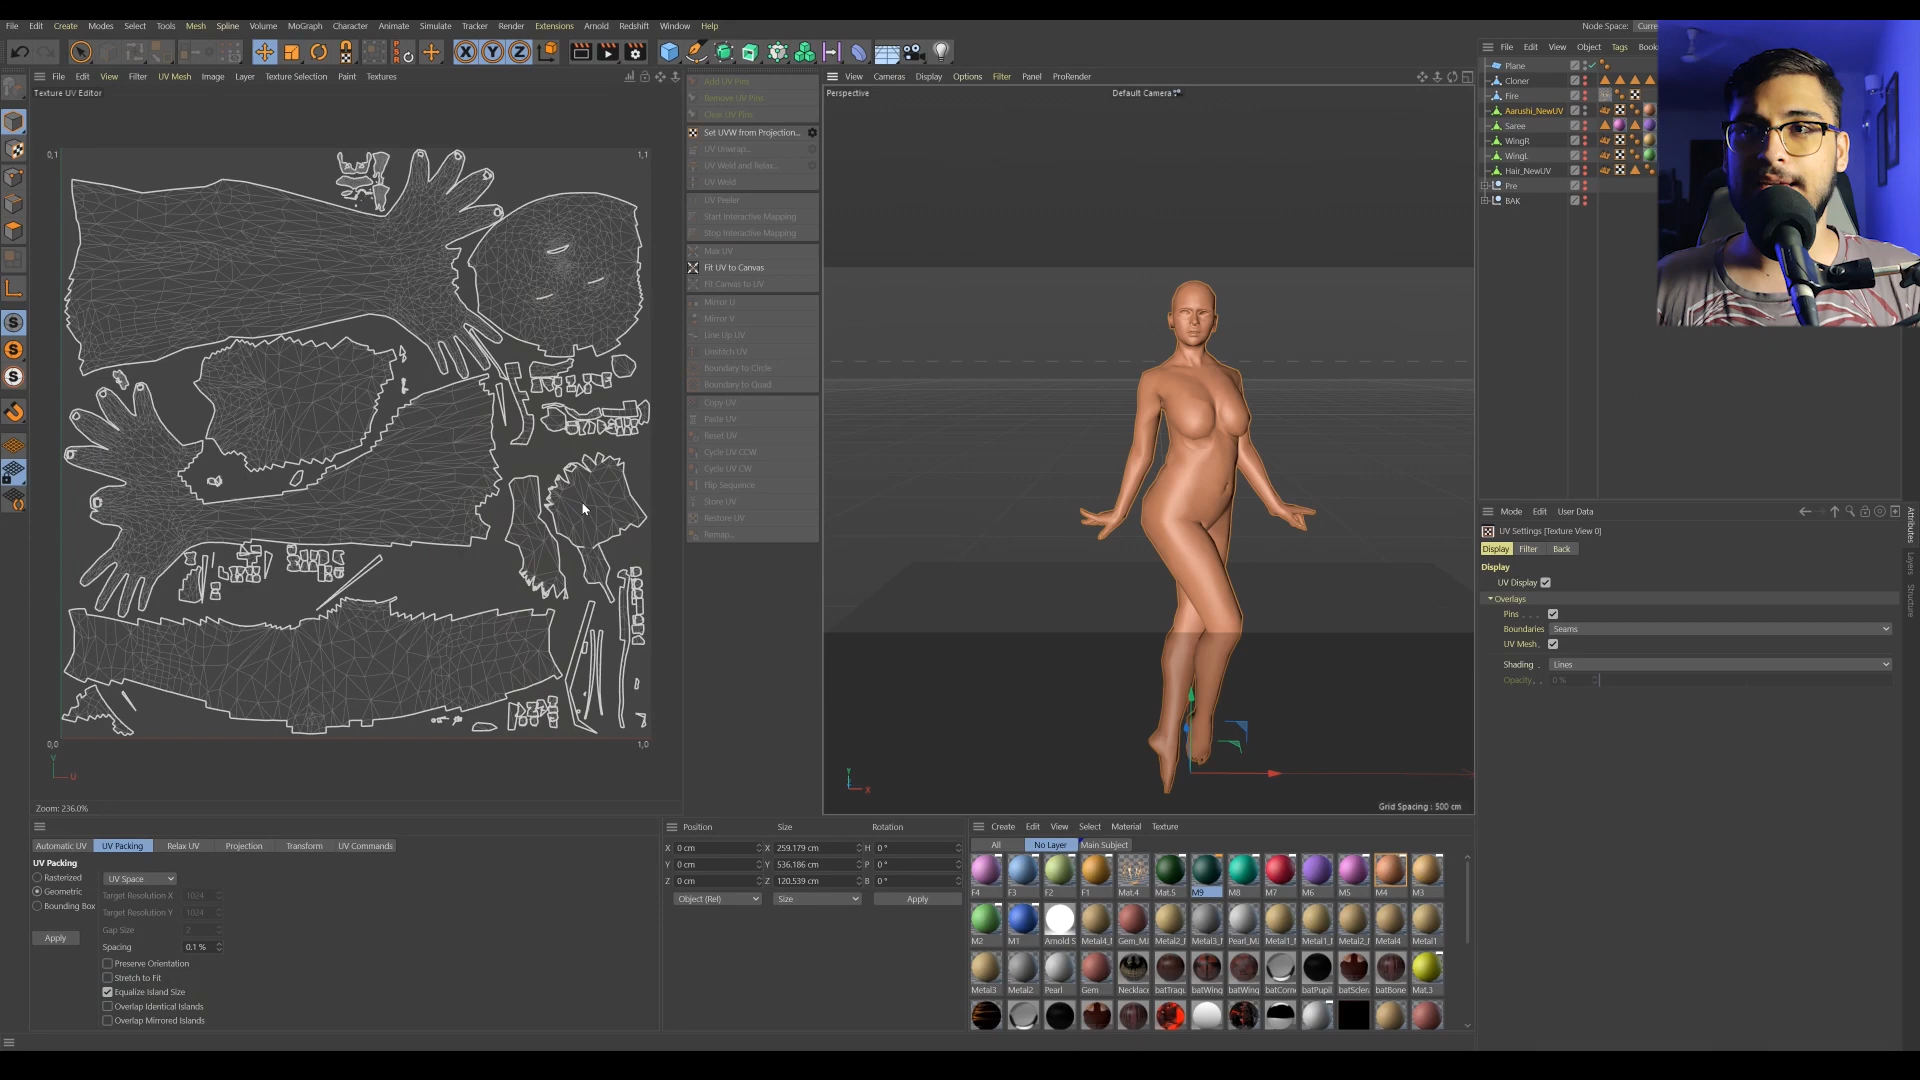 File Edit Create Modes Select Tools Mesh Spline Volume MoGraph Character Animate Simulate Tracker Render Extensions Arnold Redshift Window Help
Node Space: Curre
File Edit View Object Tags Book
Plane
Cloner
Fire
Aarushi_NewUV
Saree
WingR
WingL
Hair_NewUV
Pre
BAK
File Edit View Filter UV Mesh Image Layer Texture Selection Paint Textures
Texture UV Editor
0,1
1,1
0,0
1,0
V
U
Zoom: 236.0%
Add UV Pins
Remove UV Pins
Clear UV Pins
Set UVW from Projection...
UV Unwrap...
UV Weld and Relax...
UV Weld
UV Peeler
Start Interactive Mapping
Stop Interactive Mapping
Max UV
Fit UV to Canvas
Fit Canvas to UV
Mirror U
Mirror V
Line Up UV
Unstitch UV
Boundary to Circle
Boundary to Quad
Copy UV
Paste UV
Reset UV
Cycle UV CCW
Cycle UV CW
Flip Sequence
Store UV
Restore UV
Remap...
View Cameras Display Options Filter Panel ProRender
Perspective
Default Camera
Y
X
Grid Spacing : 500 cm
Mode Edit User Data
UV Settings [Texture View 0]
Display Filter Back
Display
UV Display
Overlays
Pins
Boundaries Seams
UV Mesh
Shading Lines
Opacity 0 %
Attributes
Layers
Structure
Automatic UV UV Packing Relax UV Projection Transform UV Commands
UV Packing
Rasterized
Geometric
Bounding Box
Apply
UV Space
Target Resolution X 1024
Target Resolution Y 1024
Gap Size 2
Spacing 0.1 %
Preserve Orientation
Stretch to Fit
Equalize Island Size
Overlap Identical Islands
Overlap Mirrored Islands
Position Size Rotation
X 0 cm X 259.179 cm H 0 °
Y 0 cm Y 536.186 cm P 0 °
Z 0 cm Z 120.539 cm B 0 °
Object (Rel) Size Apply
Create Edit View Select Material Texture
All No Layer Main Subject
F4 F3 F2 F1 Mat.4 Mat.5 M9 M8 M7 M6 M5 M4 M3
M2 M1 Arnold S Metal4_I Gem_MJ Metal2_I Metal3_I Pearl_MJ Metal1_I Metal1_I Metal2_I Metal4 Metal1
Metal3 Metal2 Pearl Gem Necklace batTragu batWing batWing batCorne batPupil batScler batBone Mat.3